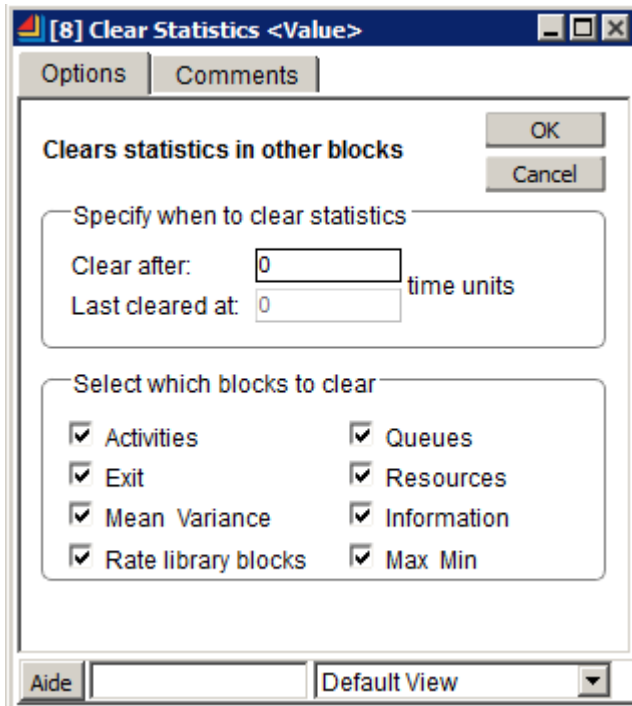 [8] Clear Statistics <Value>
Options Comments
Clears statistics in other blocks
OK
Cancel
Specify when to clear statistics
Clear after: 0
time units
Last cleared at: 0
Select which blocks to clear
Activities Queues
Exit Resources
Mean Variance Information
Rate library blocks Max Min
Aide Default View